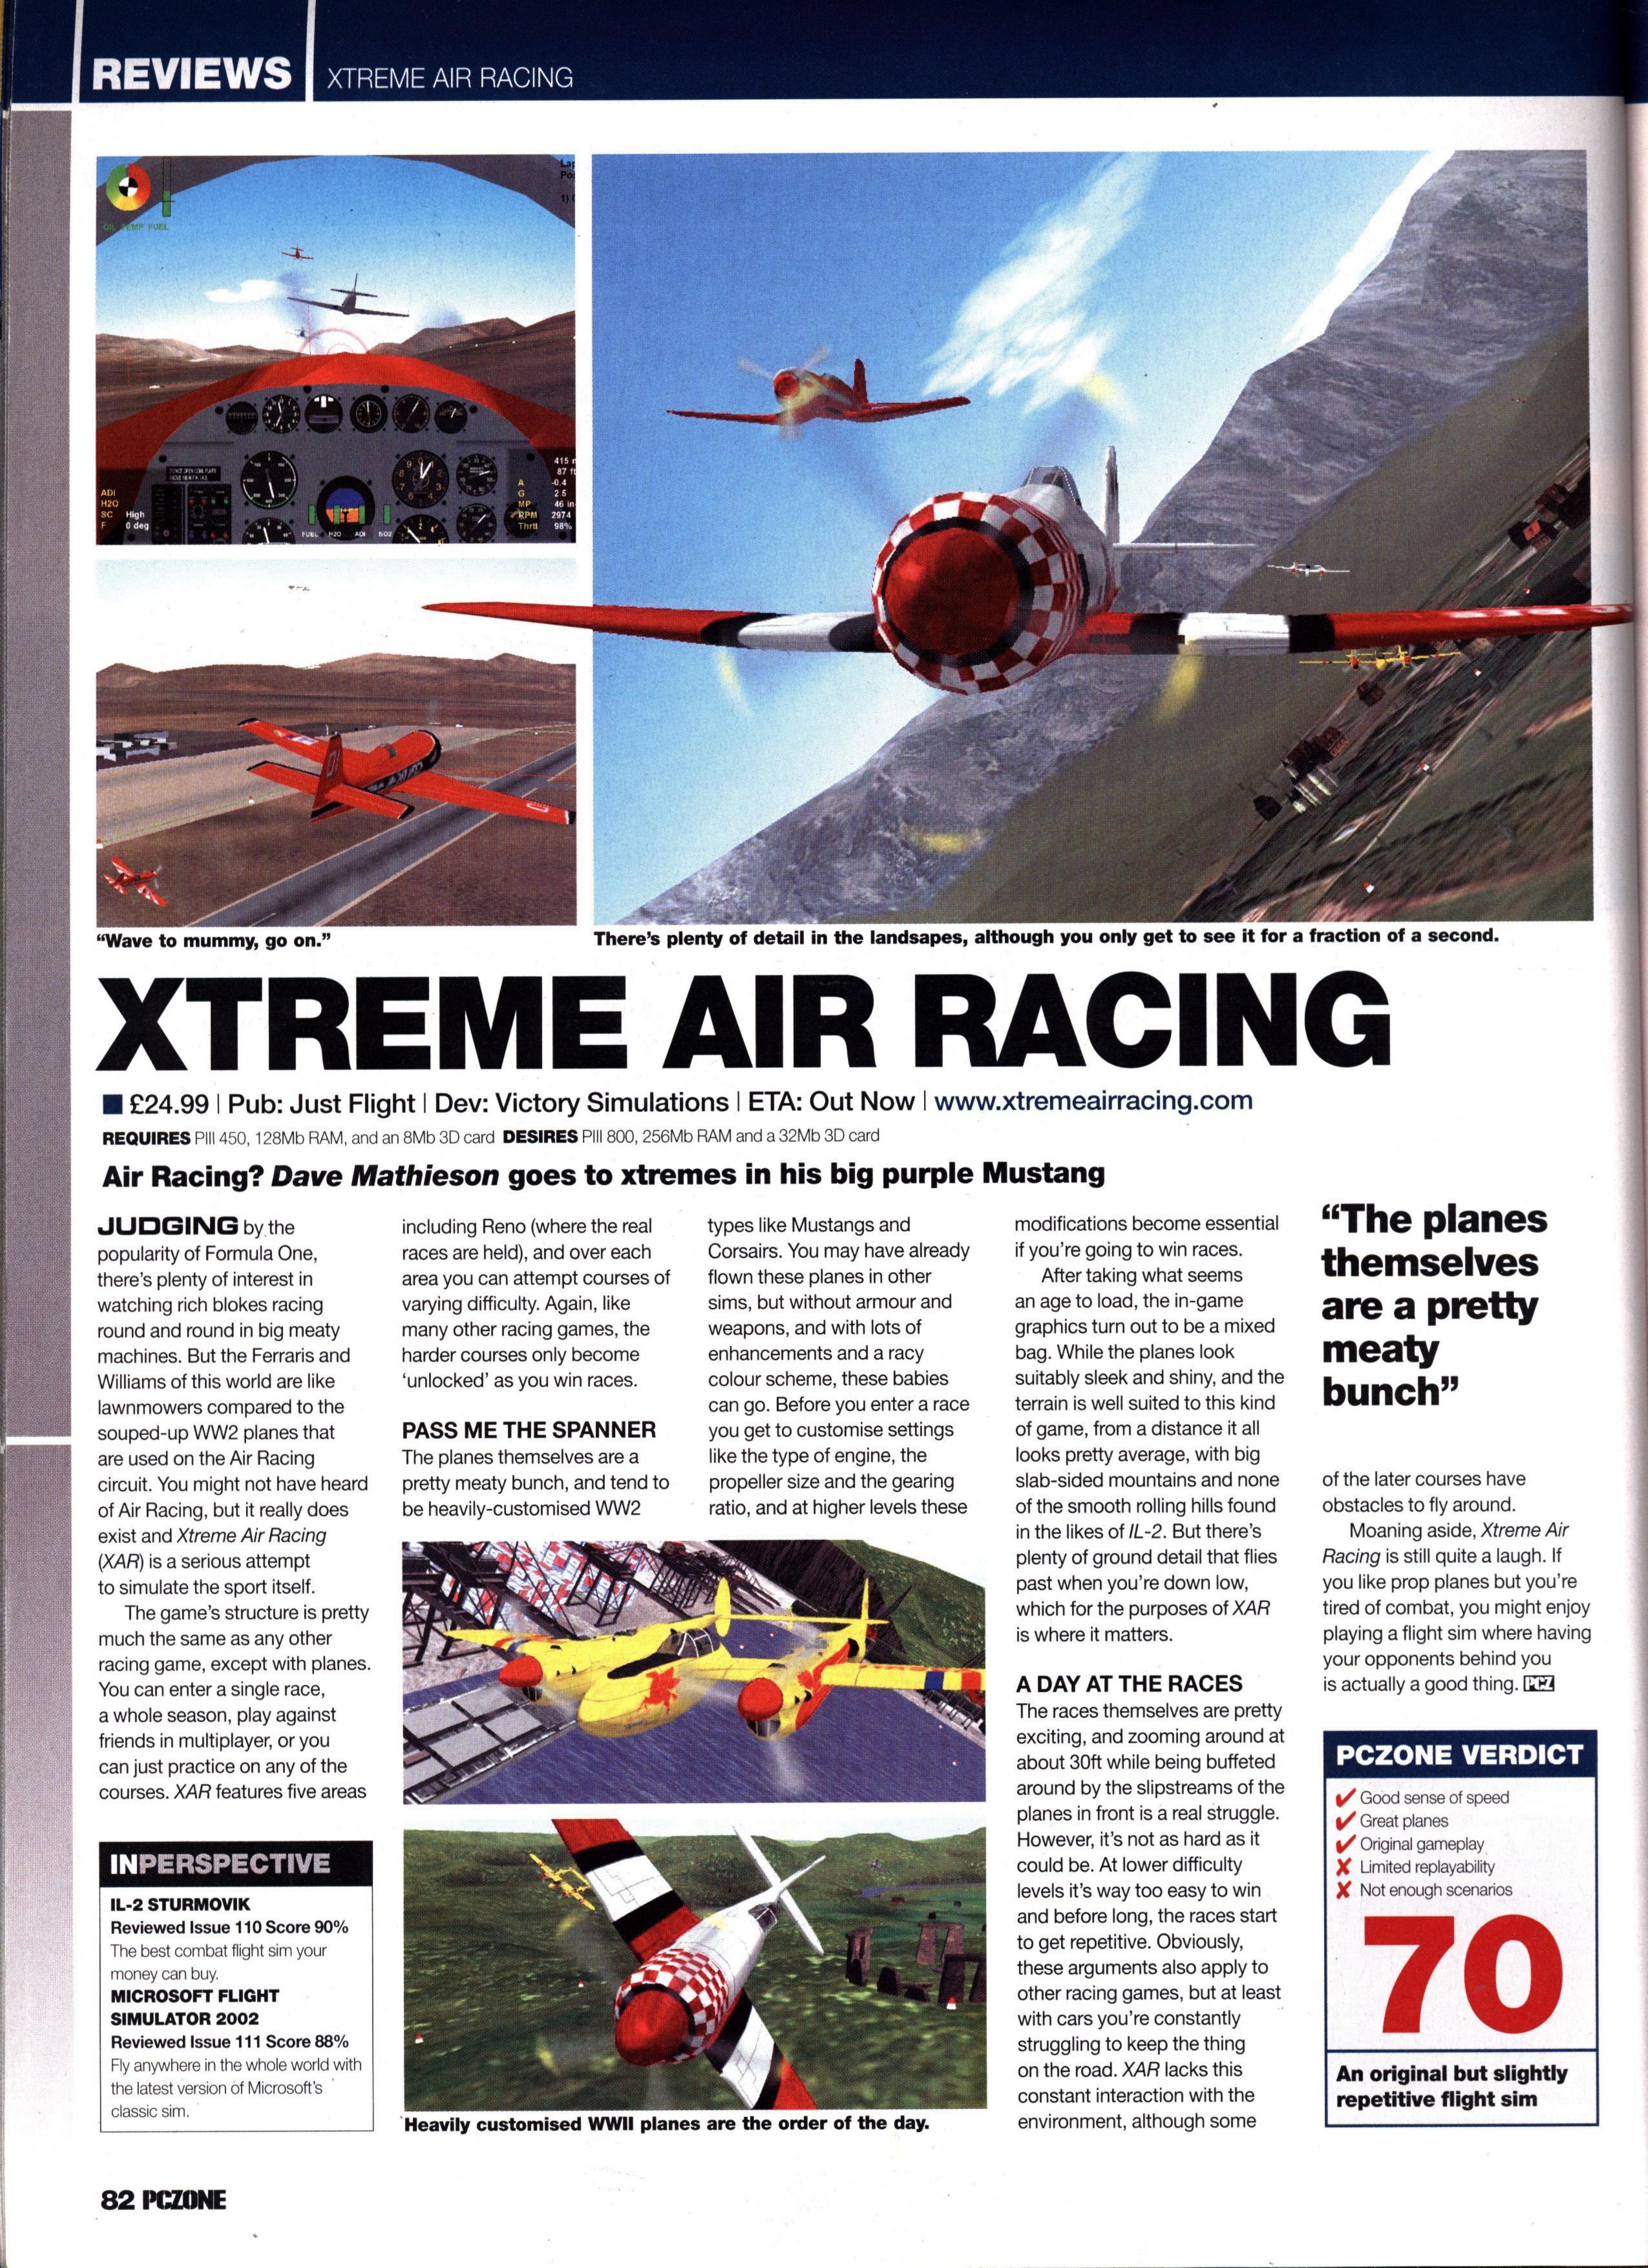 REVIEWS
XTREME AIR RACING
OIL TEMP FUEL
Lap
1)
ADI
H2O
SC High
F 0 deg
FUEL H2O ADI NO2
415
87 ft
A -0.4
G 2.5
MP 46 in
RPM 2974
Thrtl 98%
“Wave to mummy, go on.”
There’s plenty of detail in the landsapes, although you only get to see it for a fraction of a second.
XTREME AIR RACING
£24.99 | Pub: Just Flight | Dev: Victory Simulations | ETA: Out Now | www.xtremeairracing.com
REQUIRES PIII 450, 128Mb RAM, and an 8Mb 3D card DESIRES PIII 800, 256Mb RAM and a 32Mb 3D card
Air Racing? Dave Mathieson goes to xtremes in his big purple Mustang
JUDGING by the
popularity of Formula One,
there’s plenty of interest in
watching rich blokes racing
round and round in big meaty
machines. But the Ferraris and
Williams of this world are like
lawnmowers compared to the
souped-up WW2 planes that
are used on the Air Racing
circuit. You might not have heard
of Air Racing, but it really does
exist and Xtreme Air Racing
(XAR) is a serious attempt
to simulate the sport itself.
The game’s structure is pretty
much the same as any other
racing game, except with planes.
You can enter a single race,
a whole season, play against
friends in multiplayer, or you
can just practice on any of the
courses. XAR features five areas
including Reno (where the real
races are held), and over each
area you can attempt courses of
varying difficulty. Again, like
many other racing games, the
harder courses only become
‘unlocked’ as you win races.
PASS ME THE SPANNER
The planes themselves are a
pretty meaty bunch, and tend to
be heavily-customised WW2
types like Mustangs and
Corsairs. You may have already
flown these planes in other
sims, but without armour and
weapons, and with lots of
enhancements and a racy
colour scheme, these babies
can go. Before you enter a race
you get to customise settings
like the type of engine, the
propeller size and the gearing
ratio, and at higher levels these
modifications become essential
if you’re going to win races.
After taking what seems
an age to load, the in-game
graphics turn out to be a mixed
bag. While the planes look
suitably sleek and shiny, and the
terrain is well suited to this kind
of game, from a distance it all
looks pretty average, with big
slab-sided mountains and none
of the smooth rolling hills found
in the likes of IL-2. But there’s
plenty of ground detail that flies
past when you’re down low,
which for the purposes of XAR
is where it matters.
A DAY AT THE RACES
The races themselves are pretty
exciting, and zooming around at
about 30ft while being buffeted
around by the slipstreams of the
planes in front is a real struggle.
However, it’s not as hard as it
could be. At lower difficulty
levels it’s way too easy to win
and before long, the races start
to get repetitive. Obviously,
these arguments also apply to
other racing games, but at least
with cars you’re constantly
struggling to keep the thing
on the road. XAR lacks this
constant interaction with the
environment, although some
“The planes
themselves
are a pretty
meaty
bunch”
of the later courses have
obstacles to fly around.
Moaning aside, Xtreme Air
Racing is still quite a laugh. If
you like prop planes but you’re
tired of combat, you might enjoy
playing a flight sim where having
your opponents behind you
is actually a good thing. PCZ
INPERSPECTIVE
IL-2 STURMOVIK
Reviewed Issue 110 Score 90%
The best combat flight sim your
money can buy.
MICROSOFT FLIGHT
SIMULATOR 2002
Reviewed Issue 111 Score 88%
Fly anywhere in the whole world with
the latest version of Microsoft’s
classic sim.
Heavily customised WWII planes are the order of the day.
PCZONE VERDICT
✔ Good sense of speed
✔ Great planes
✔ Original gameplay
✘ Limited replayability
✘ Not enough scenarios
70
An original but slightly
repetitive flight sim
82 PCZONE